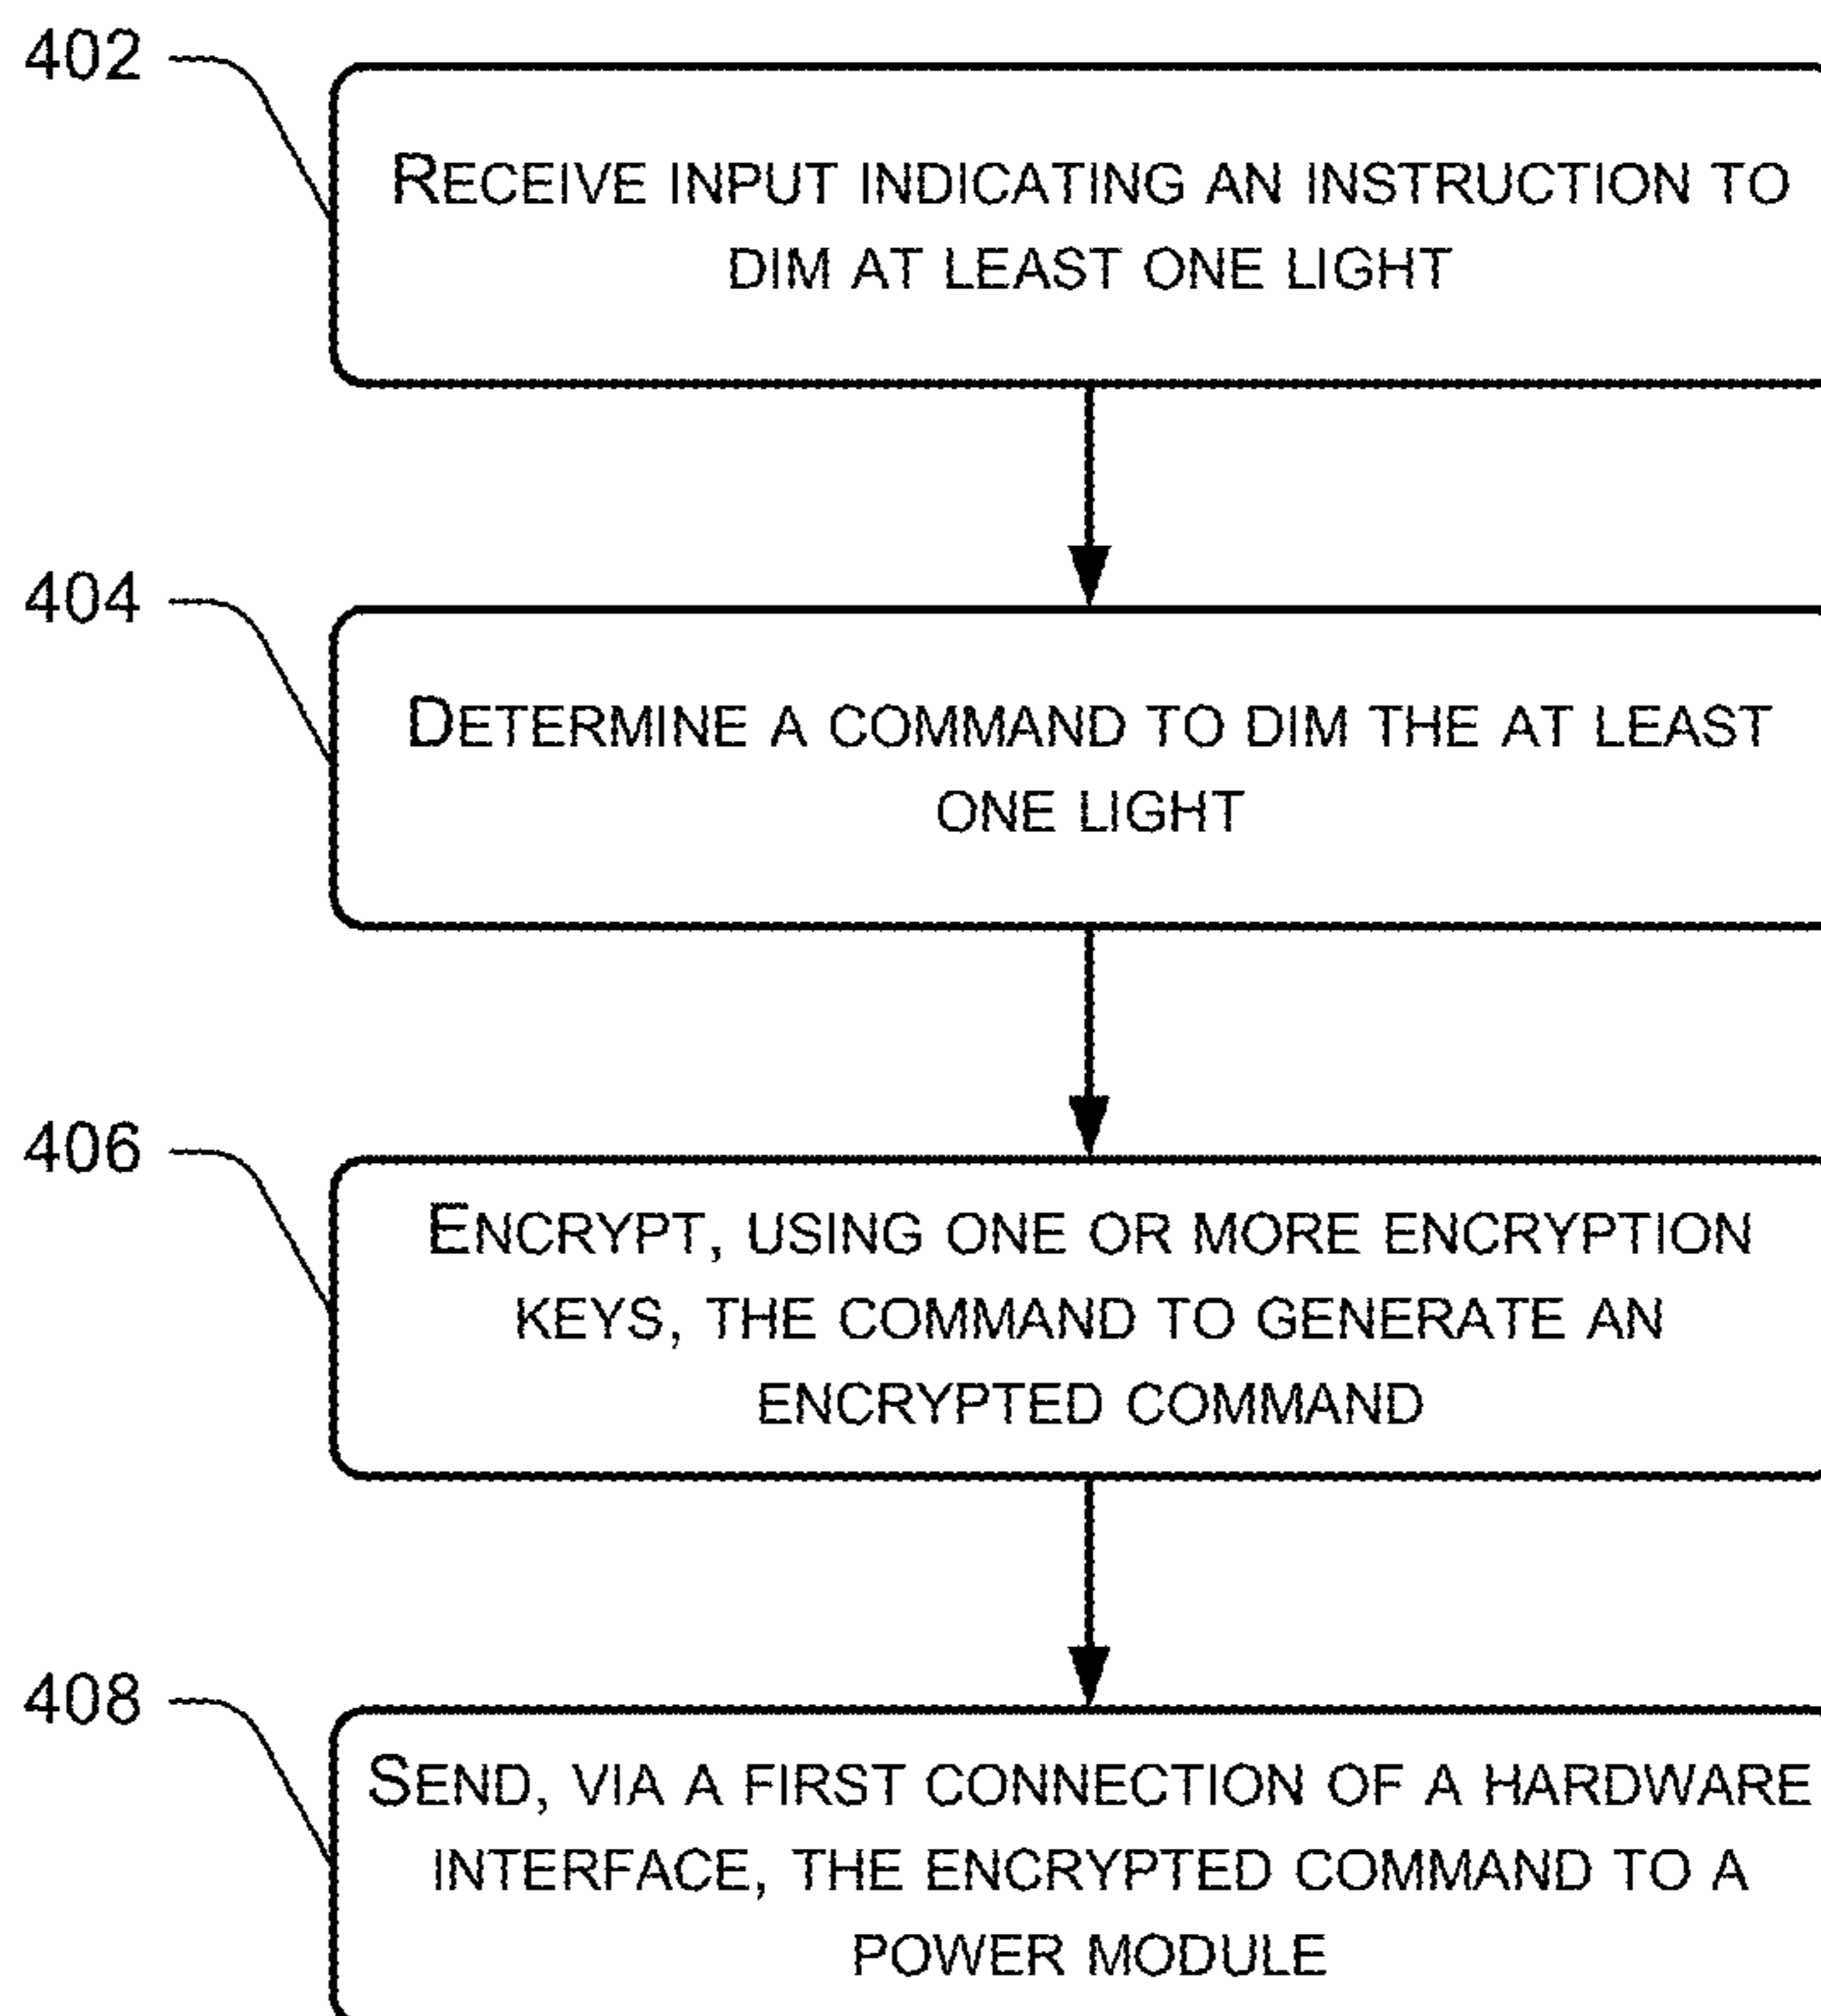 402
RECEIVE INPUT INDICATING AN INSTRUCTION TO
DIM AT LEAST ONE LIGHT
404
DETERMINE A COMMAND TO DIM THE AT LEAST
ONE LIGHT
406
ENCRYPT, USING ONE OR MORE ENCRYPTION
KEYS, THE COMMAND TO GENERATE AN
ENCRYPTED COMMAND
408
SEND, VIA A FIRST CONNECTION OF A HARDWARE
INTERFACE, THE ENCRYPTED COMMAND TO A
POWER MODULE